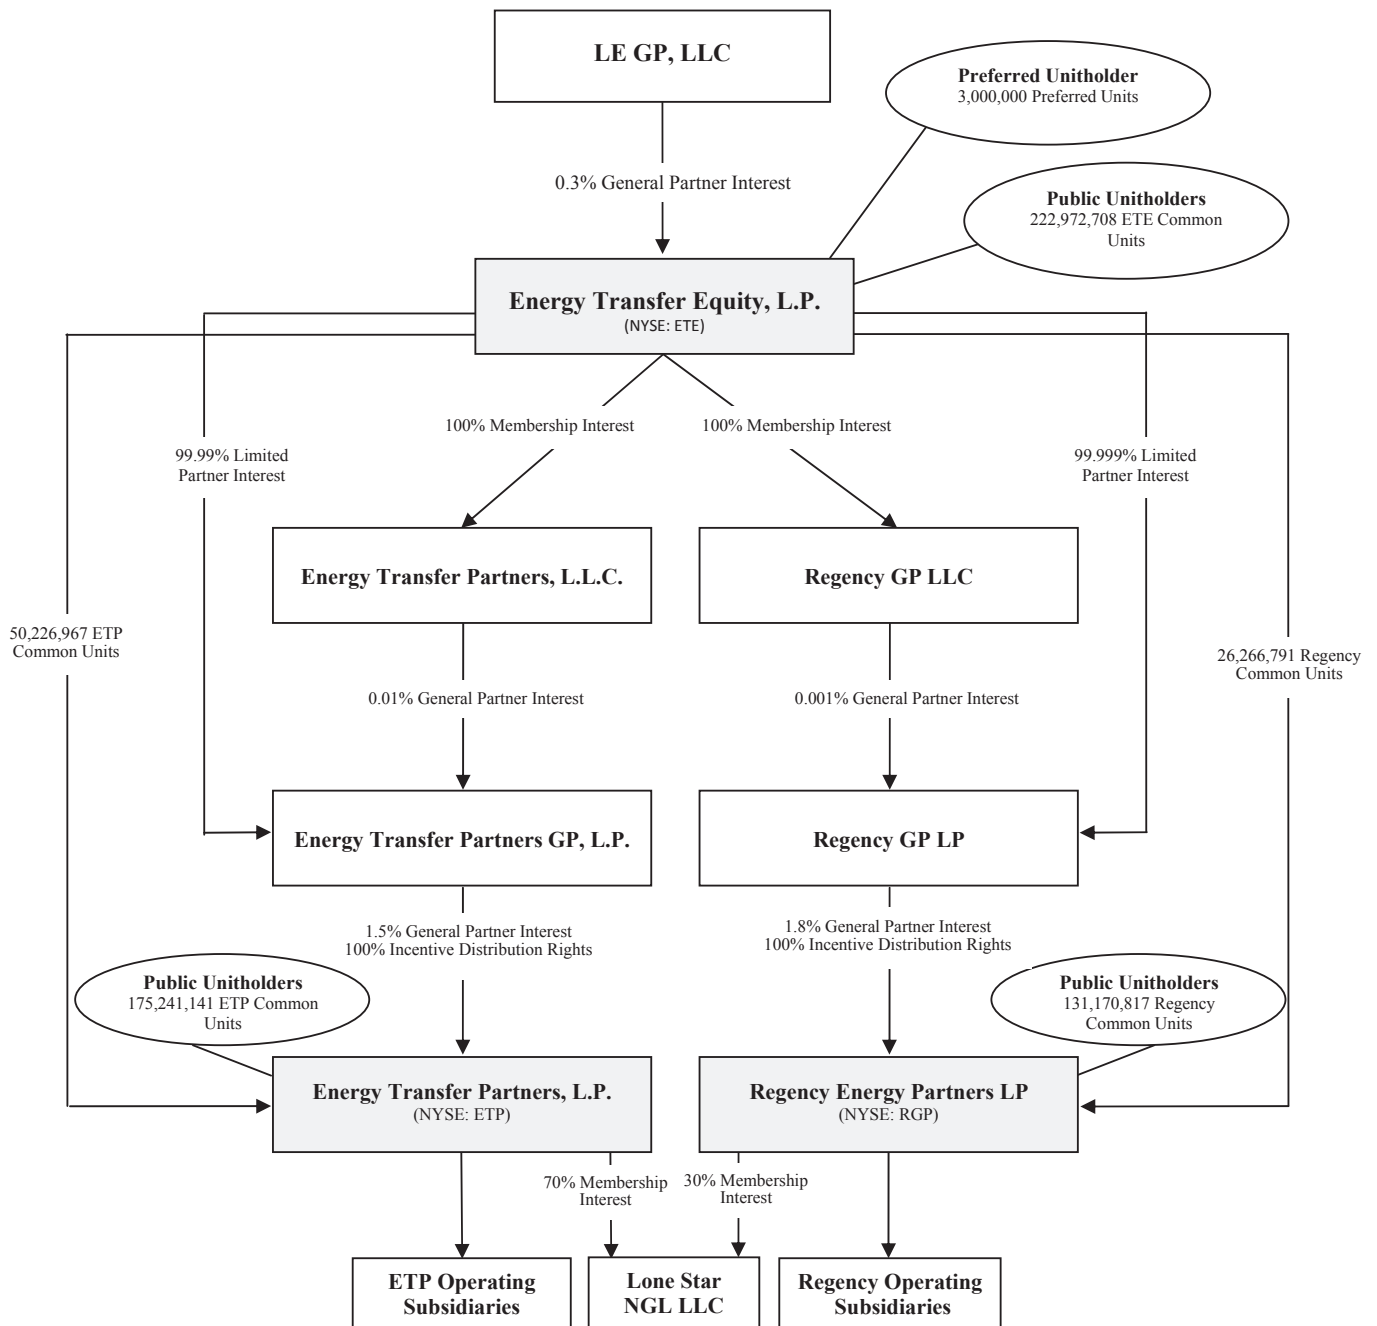 LE GP, LLC
Preferred Unitholder
3,000,000 Preferred Units
0.3% General Partner Interest
Public Unitholders
222,972,708 ETE Common
Units
Energy Transfer Equity, L.P.
(NYSE: ETE)
100% Membership Interest
100% Membership Interest
99.99% Limited
Partner Interest
99.999% Limited
Partner Interest
Energy Transfer Partners, L.L.C.
Regency GP LLC
50,226,967 ETP
Common Units
26,266,791 Regency
Common Units
0.01% General Partner Interest
0.001% General Partner Interest
Energy Transfer Partners GP, L.P.
Regency GP LP
1.5% General Partner Interest
100% Incentive Distribution Rights
1.8% General Partner Interest
100% Incentive Distribution Rights
Public Unitholders
175,241,141 ETP Common
Units
Public Unitholders
131,170,817 Regency
Common Units
Energy Transfer Partners, L.P.
(NYSE: ETP)
Regency Energy Partners LP
(NYSE: RGP)
70% Membership
Interest
30% Membership
Interest
ETP Operating
Subsidiaries
Lone Star
NGL LLC
Regency Operating
Subsidiaries